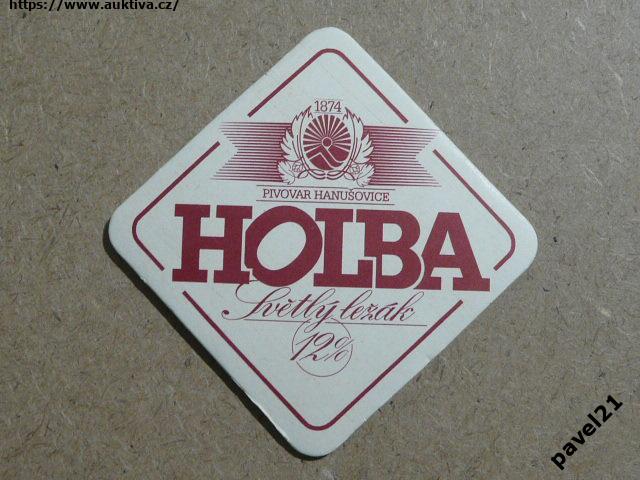 https://www.auktiva.cz/
1874
PIVOVAR HANUŠOVICE
HOLBA
Světlý ležák
12%
pavel21